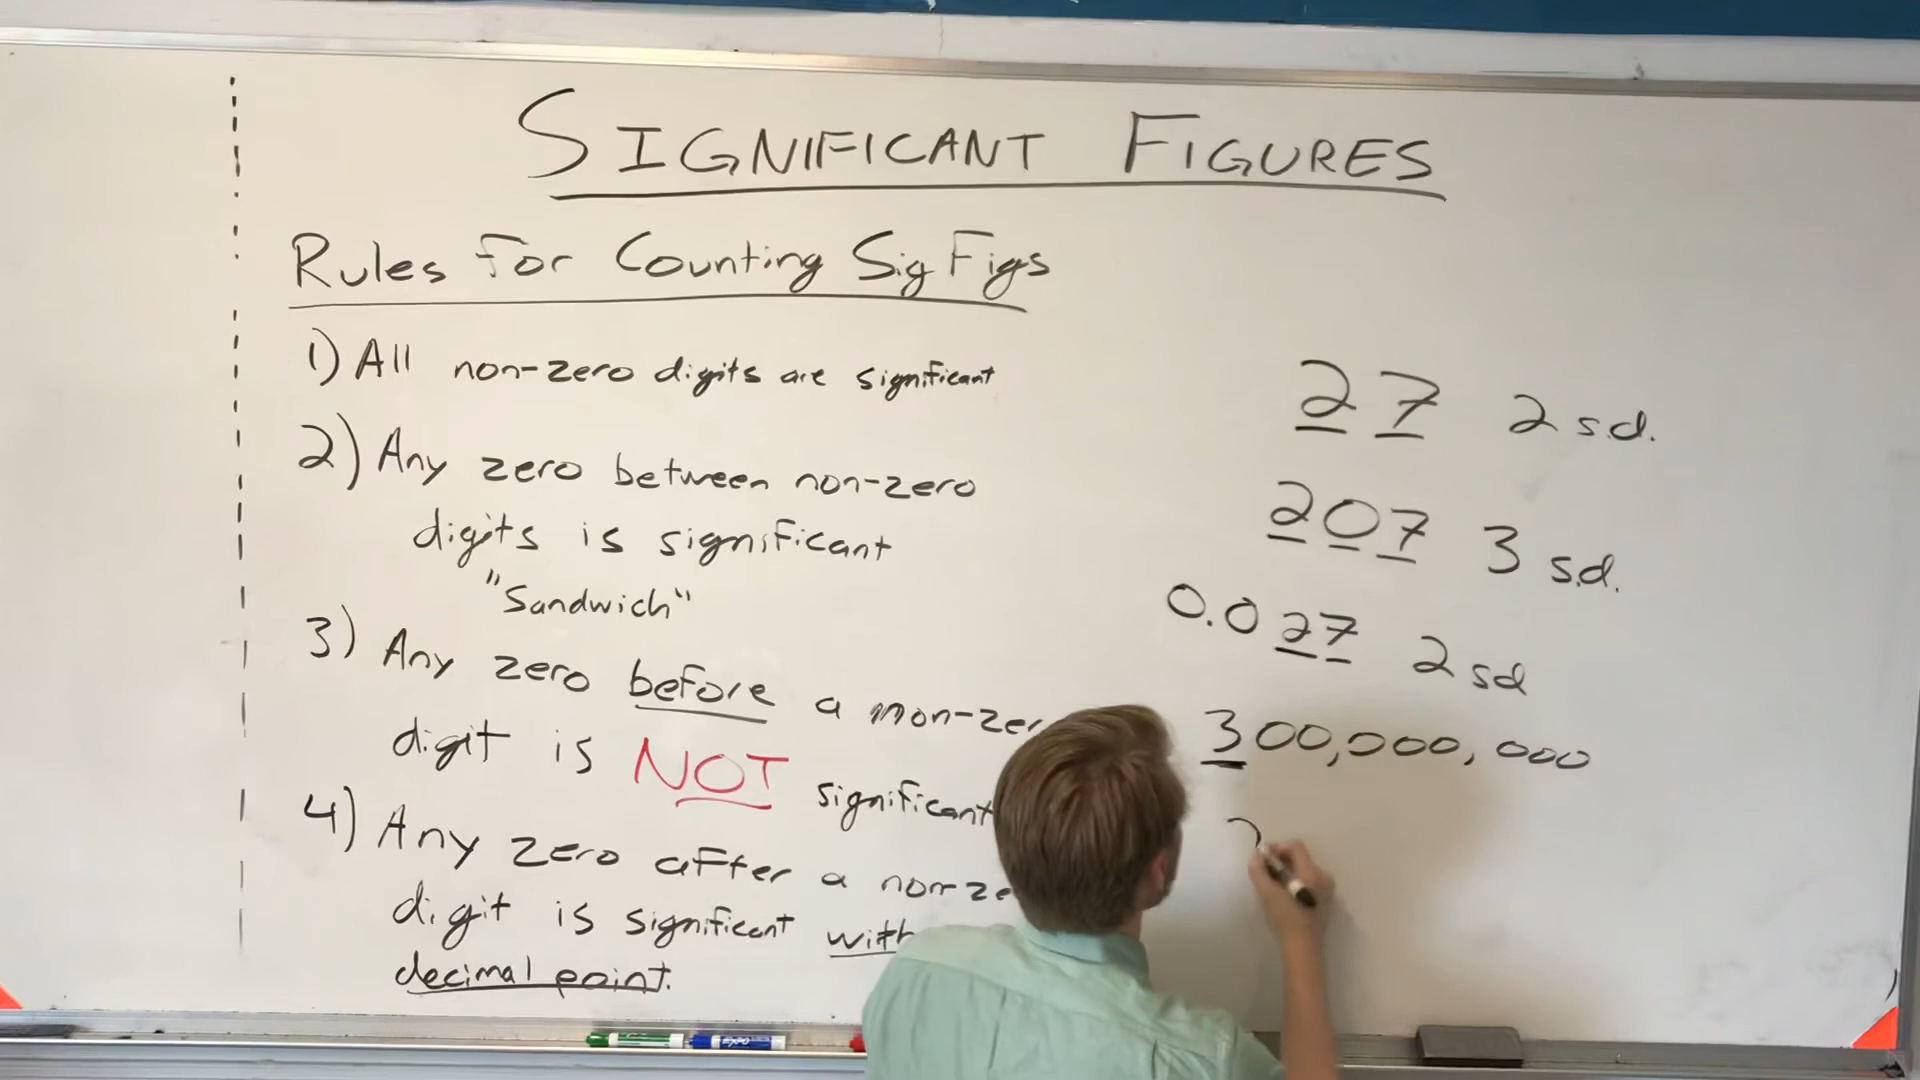 SIGNIFICANT FIGURES
Rules for Counting Sig Figs
1) All non-zero digits are significant
2) Any zero between non-zero
digits is significant
"Sandwich"
3) Any zero before a non-zer
digit is NOT significant
4) Any zero after a non-ze
digit is significant with
decimal point.
27 2 s.d.
207 3 s.d.
0.027 2 sd
300,000,000
EXPO